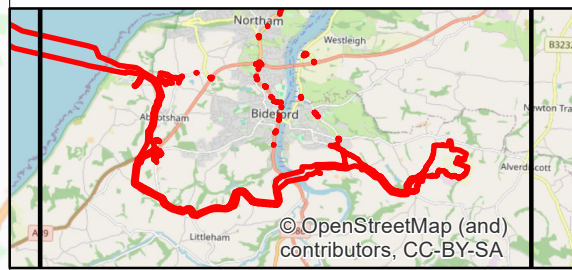 Northam
Westleigh
B3232
Abbotsham
Bideford
Newton Tra
Alverdiscott
A39
Littleham
© OpenStreetMap (and)
contributors, CC-BY-SA